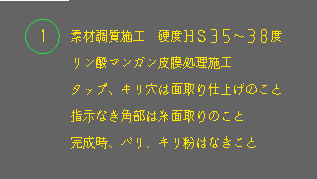 1 素材調質施工 硬度HS35～38度
リン酸マンガン皮膜処理施工
タップ、キリ穴は面取り仕上げのこと
指示なき角部は糸面取りのこと
完成時、バリ、キリ粉はなきこと